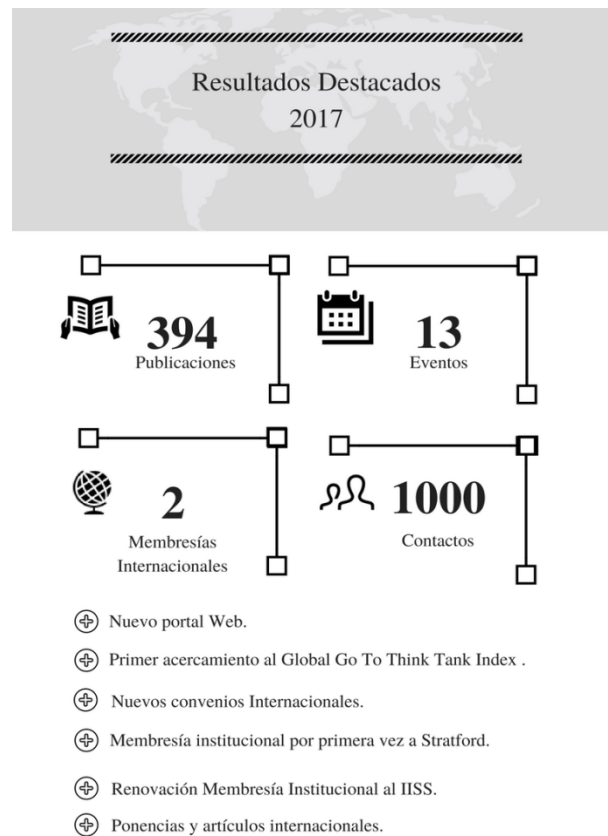 Resultados Destacados
2017
394
Publicaciones
13
Eventos
2
Membresías
Internacionales
1000
Contactos
Nuevo portal Web.
Primer acercamiento al Global Go To Think Tank Index .
Nuevos convenios Internacionales.
Membresía institucional por primera vez a Stratford.
Renovación Membresía Institucional al IISS.
Ponencias y artículos internacionales.